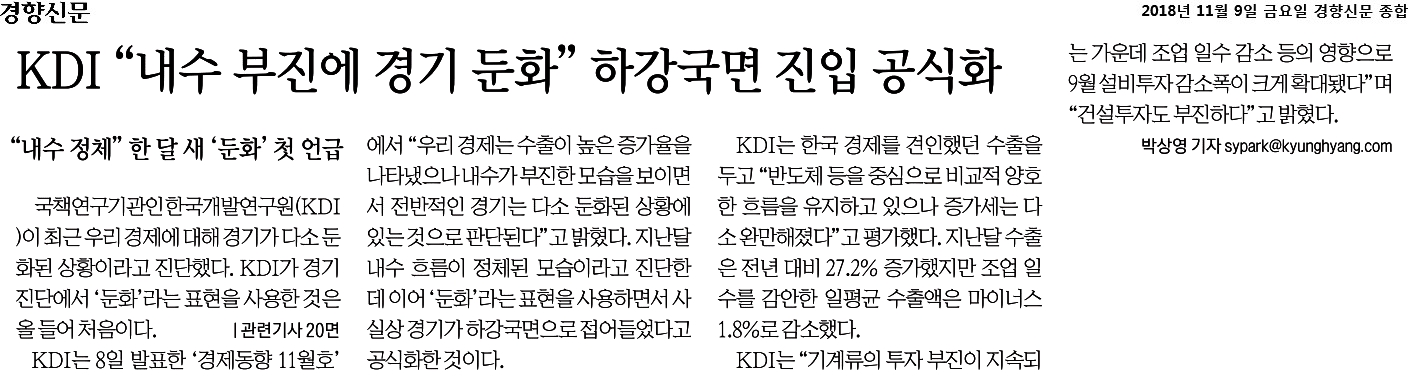 경향신문
2018년 11월 9일 금요일 경향신문 종합
KDI “내수 부진에 경기 둔화” 하강국면 진입 공식화
“내수 정체” 한 달 새 ‘둔화’ 첫 언급
국책연구기관인 한국개발연구원(KDI
)이 최근 우리 경제에 대해 경기가 다소 둔
화된 상황이라고 진단했다. KDI가 경기
진단에서 ‘둔화’라는 표현을 사용한 것은
올 들어 처음이다. |관련기사 20면
KDI는 8일 발표한 ‘경제동향 11월호’
에서 “우리 경제는 수출이 높은 증가율을
나타냈으나 내수가 부진한 모습을 보이면
서 전반적인 경기는 다소 둔화된 상황에
있는 것으로 판단된다”고 밝혔다. 지난달
내수 흐름이 정체된 모습이라고 진단한
데 이어 ‘둔화’라는 표현을 사용하면서 사
실상 경기가 하강국면으로 접어들었다고
공식화한 것이다.
KDI는 한국 경제를 견인했던 수출을
두고 “반도체 등을 중심으로 비교적 양호
한 흐름을 유지하고 있으나 증가세는 다
소 완만해졌다”고 평가했다. 지난달 수출
은 전년 대비 27.2% 증가했지만 조업 일
수를 감안한 일평균 수출액은 마이너스
1.8%로 감소했다.
KDI는 “기계류의 투자 부진이 지속되
는 가운데 조업 일수 감소 등의 영향으로
9월 설비투자 감소폭이 크게 확대됐다”며
“건설투자도 부진하다”고 밝혔다.
박상영 기자 sypark@kyunghyang.com